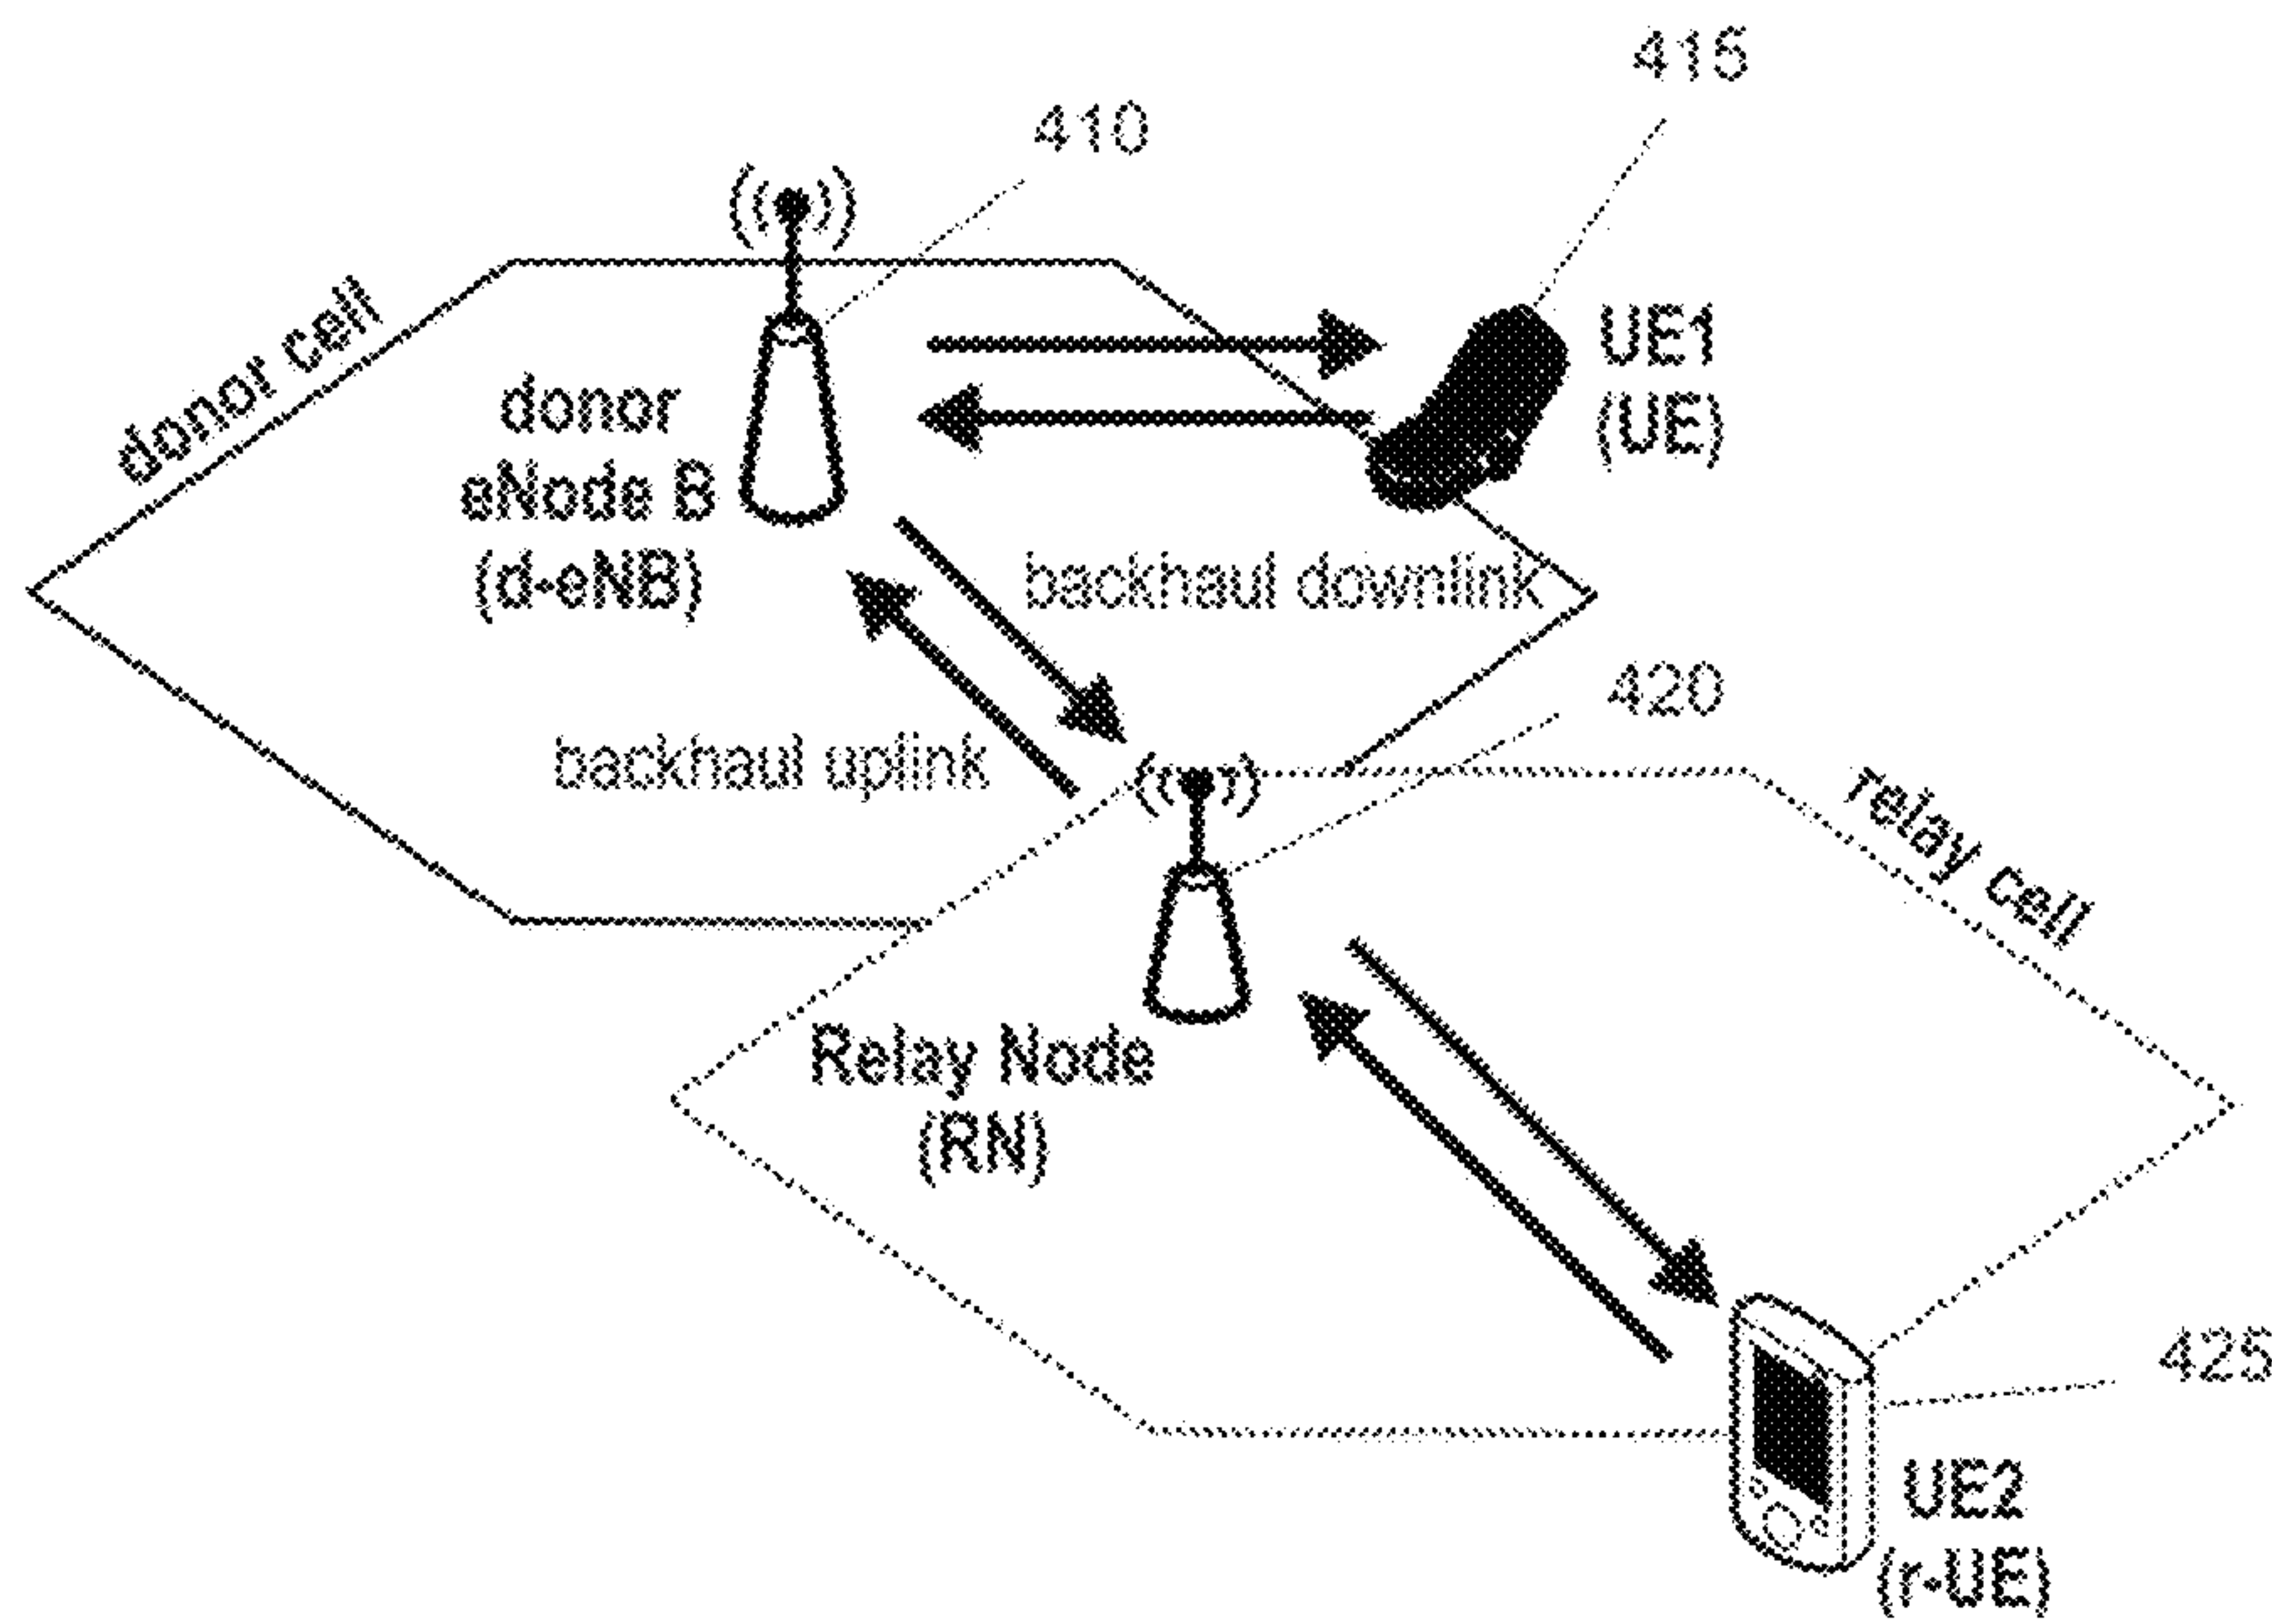 415
410
donor cell
UE1
(UE)
donor
eNode B
(d-eNB)
backhaul downlink
420
backhaul uplink
relay cell
Relay Node
(RN)
425
UE2
(r-UE)